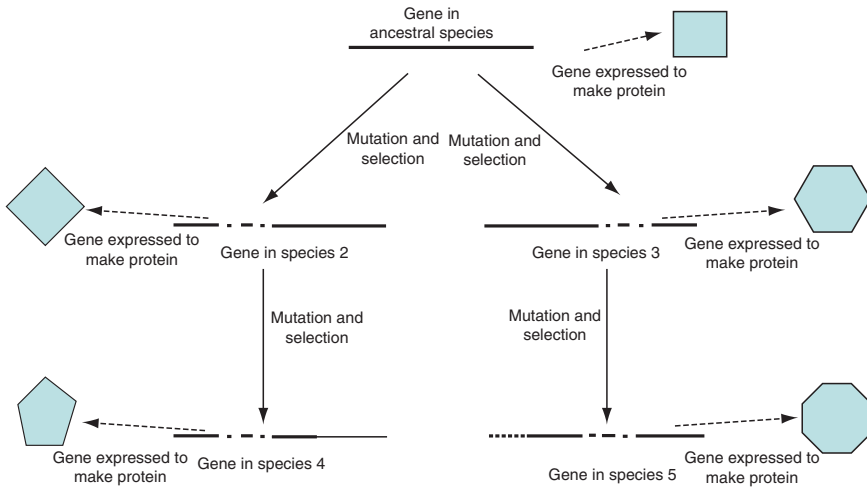 Gene in
ancestral species
Gene expressed to
make protein
Mutation and
selection
Mutation and
selection
Gene expressed to
make protein
Gene in species 2
Gene in species 3
Gene expressed to
make protein
Mutation and
selection
Mutation and
selection
Gene expressed to
make protein
Gene in species 4
Gene in species 5
Gene expressed to
make protein